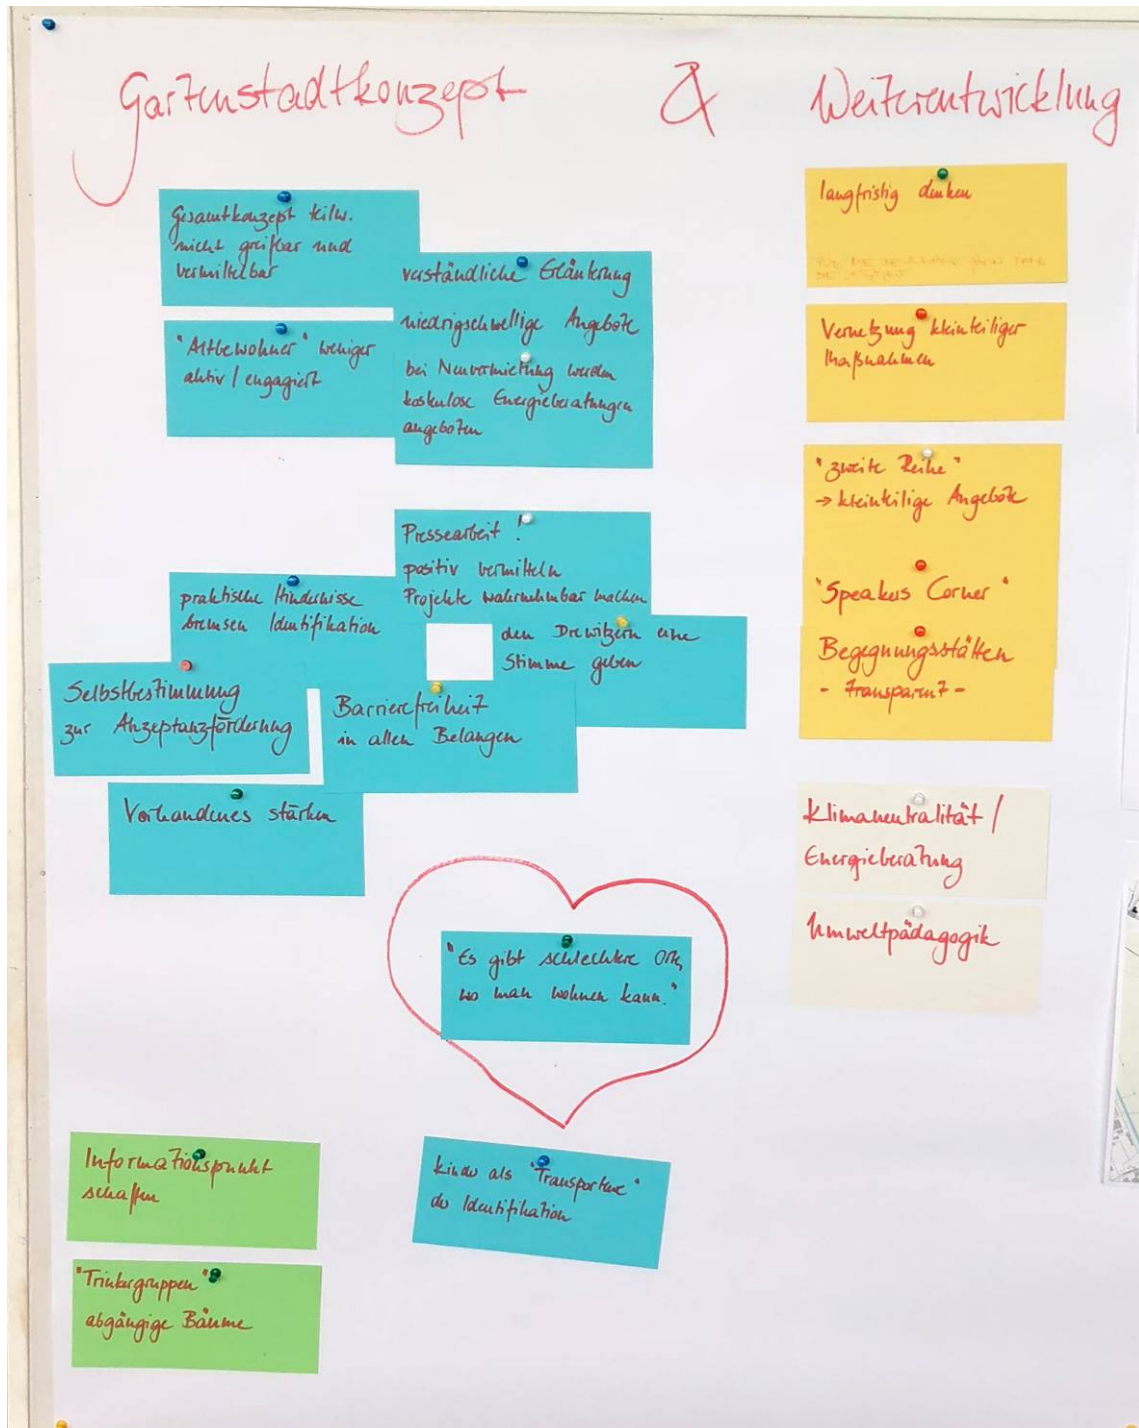 Gartenstadtkonzept & Weiterentwicklung
Gesamtkonzept teilw.
nicht greifbar und
vermittelbar
"Altbewohner" weniger
aktiv / engagiert
verständliche Erläuterung
niedrigschwellige Angebote
bei Neuvermietung werden
kostenlose Energieberatungen
angeboten
Pressearbeit !
positiv vermitteln
Projekte wahrnehmbar machen
praktische Hindernisse
bremsen Identifikation
den Drewitzern eine
Stimme geben
Selbstbestimmung
zur Akzeptanzförderung
Barrierefreiheit
in allen Belangen
Vorhandenes stärken
"Es gibt schlechtere Orte,
wo man wohnen kann."
Kinder als "Transporteure"
der Identifikation
Informationspunkt
schaffen
"Trinkergruppen"
abgängige Bäume
langfristig denken
Vernetzung kleinteiliger
Maßnahmen
"zweite Reihe"
→ kleinteilige Angebote
"Speakers Corner"
Begegnungsstätten
- transparent -
Klimaneutralität /
Energieberatung
Umweltpädagogik